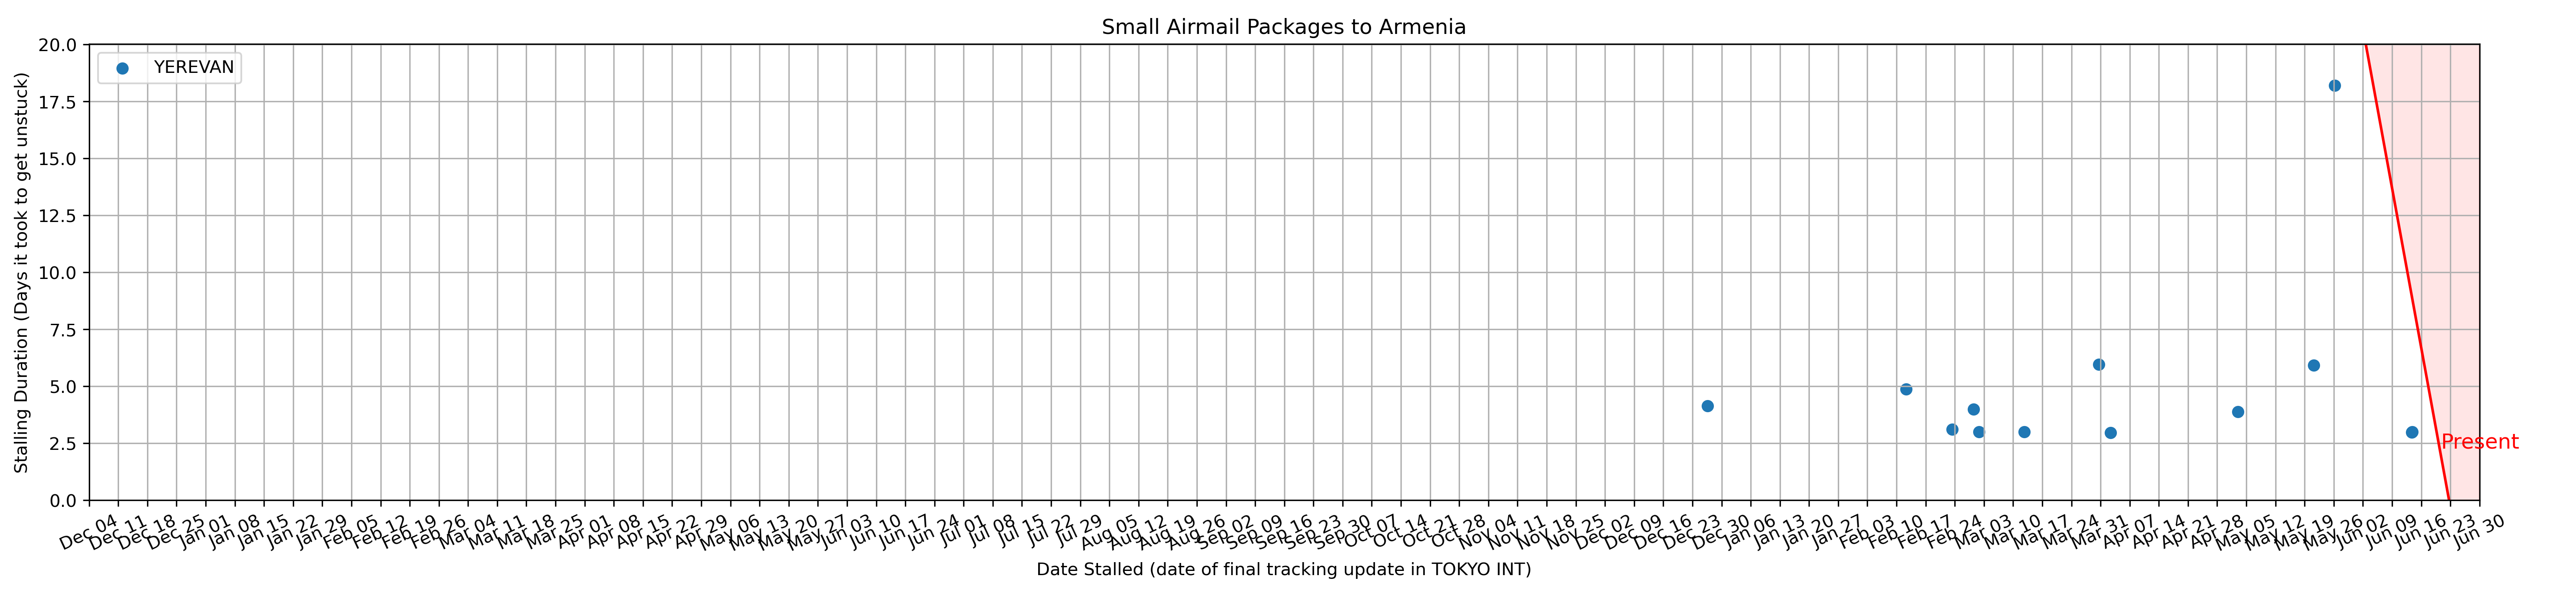 Small Airmail Packages to Armenia
YEREVAN
Stalling Duration (Days it took to get unstuck)
20.0
17.5
15.0
12.5
10.0
7.5
5.0
2.5
0.0
Present
Dec 04 Dec 11 Dec 18 Dec 25 Jan 01 Jan 08 Jan 15 Jan 22 Jan 29 Feb 05 Feb 12 Feb 19 Feb 26 Mar 04 Mar 11 Mar 18 Mar 25 Apr 01 Apr 08 Apr 15 Apr 22 Apr 29 May 06 May 13 May 20 May 27 Jun 03 Jun 10 Jun 17 Jun 24 Jul 01 Jul 08 Jul 15 Jul 22 Jul 29 Aug 05 Aug 12 Aug 19 Aug 26 Sep 02 Sep 09 Sep 16 Sep 23 Sep 30 Oct 07 Oct 14 Oct 21 Oct 28 Nov 04 Nov 11 Nov 18 Nov 25 Dec 02 Dec 09 Dec 16 Dec 23 Dec 30 Jan 06 Jan 13 Jan 20 Jan 27 Feb 03 Feb 10 Feb 17 Feb 24 Mar 03 Mar 10 Mar 17 Mar 24 Mar 31 Apr 07 Apr 14 Apr 21 Apr 28 May 05 May 12 May 19 May 26 Jun 02 Jun 09 Jun 16 Jun 23 Jun 30
Date Stalled (date of final tracking update in TOKYO INT)